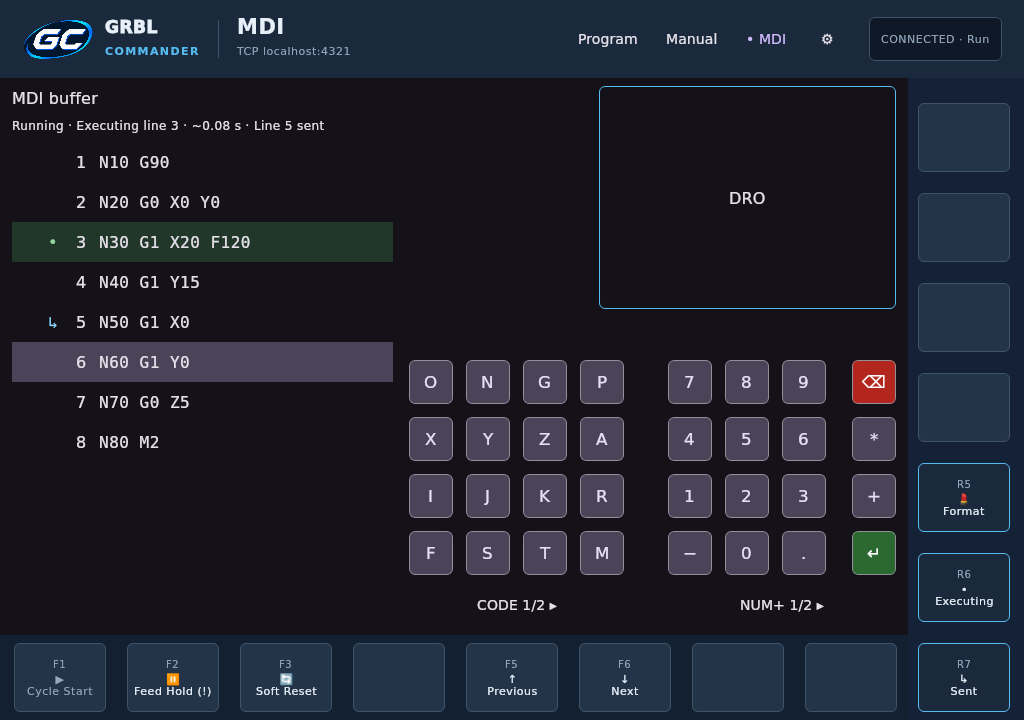 GC
GRBL
COMMANDER
MDI
TCP localhost:4321
Program
Manual
• MDI
⚙
CONNECTED · Run
MDI buffer
Running · Executing line 3 · ~0.08 s · Line 5 sent
1 N10 G90
2 N20 G0 X0 Y0
• 3 N30 G1 X20 F120
4 N40 G1 Y15
↳ 5 N50 G1 X0
6 N60 G1 Y0
7 N70 G0 Z5
8 N80 M2
DRO
O N G P 7 8 9 ⌫
X Y Z A 4 5 6 *
I J K R 1 2 3 +
F S T M − 0 . ↵
CODE 1/2 ▸
NUM+ 1/2 ▸
R5
Format
R6
•
Executing
R7
↳
Sent
F1
▶
Cycle Start
F2
⏸
Feed Hold (!)
F3
🔄
Soft Reset
F5
↑
Previous
F6
↓
Next